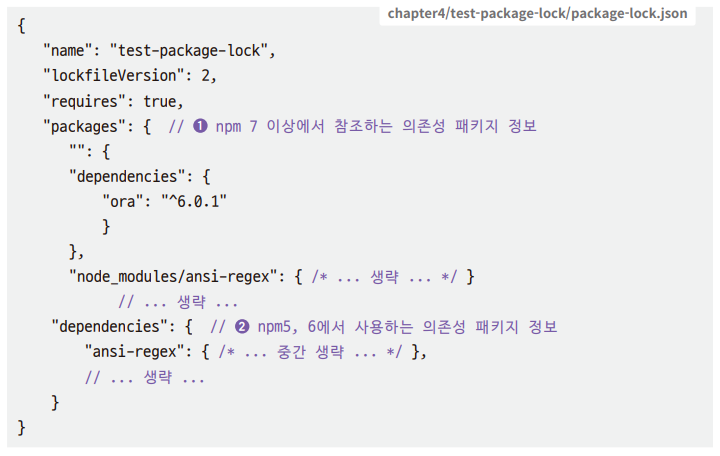 chapter4/test-package-lock/package-lock.json
{
"name": "test-package-lock",
"lockfileVersion": 2,
"requires": true,
"packages": { // ❶ npm 7 이상에서 참조하는 의존성 패키지 정보
"": {
"dependencies": {
"ora": "^6.0.1"
}
},
"node_modules/ansi-regex": { /* ... 생략 ... */ }
// ... 생략 ...
"dependencies": { // ❷ npm5, 6에서 사용하는 의존성 패키지 정보
"ansi-regex": { /* ... 중간 생략 ... */ },
// ... 생략 ...
}
}